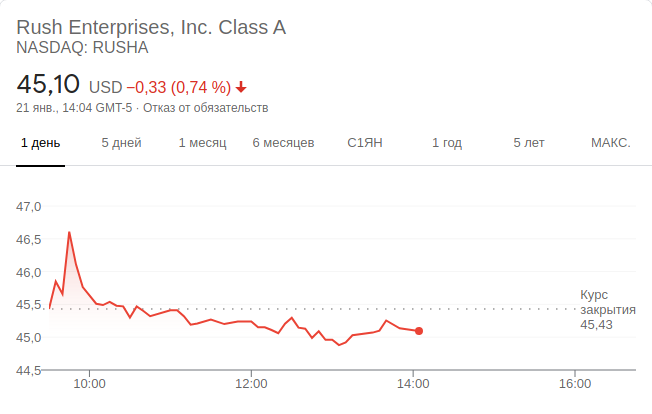 Rush Enterprises, Inc. Class A
NASDAQ: RUSHA
45,10 USD −0,33 (0,74 %)
21 янв., 14:04 GMT-5 · Отказ от обязательств
1 день 5 дней 1 месяц 6 месяцев С1ЯН 1 год 5 лет МАКС.
47,0
46,5
46,0
45,5
45,0
44,5
Курс
закрытия
45,43
10:00 12:00 14:00 16:00